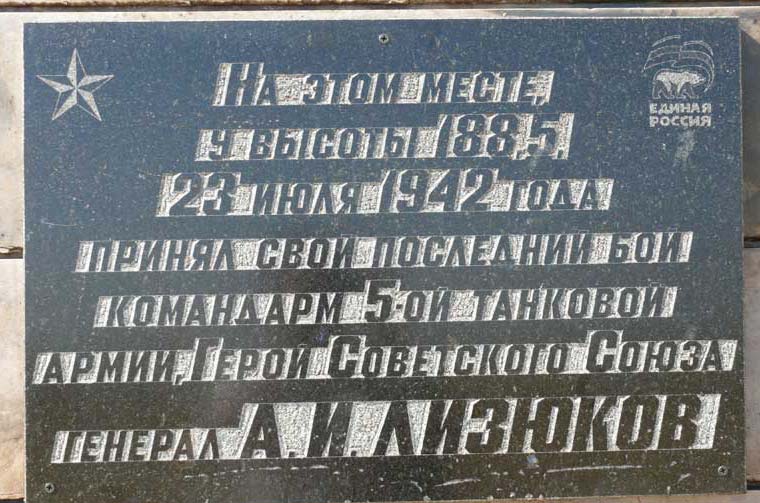 На этом месте,
у высоты 188,5,
23 июля 1942 года
принял свой последний бой
командарм 5-ой танковой
армии, Герой Советского Союза
генерал А. И. ЛИЗЮКОВ
ЕДИНАЯ
РОССИЯ